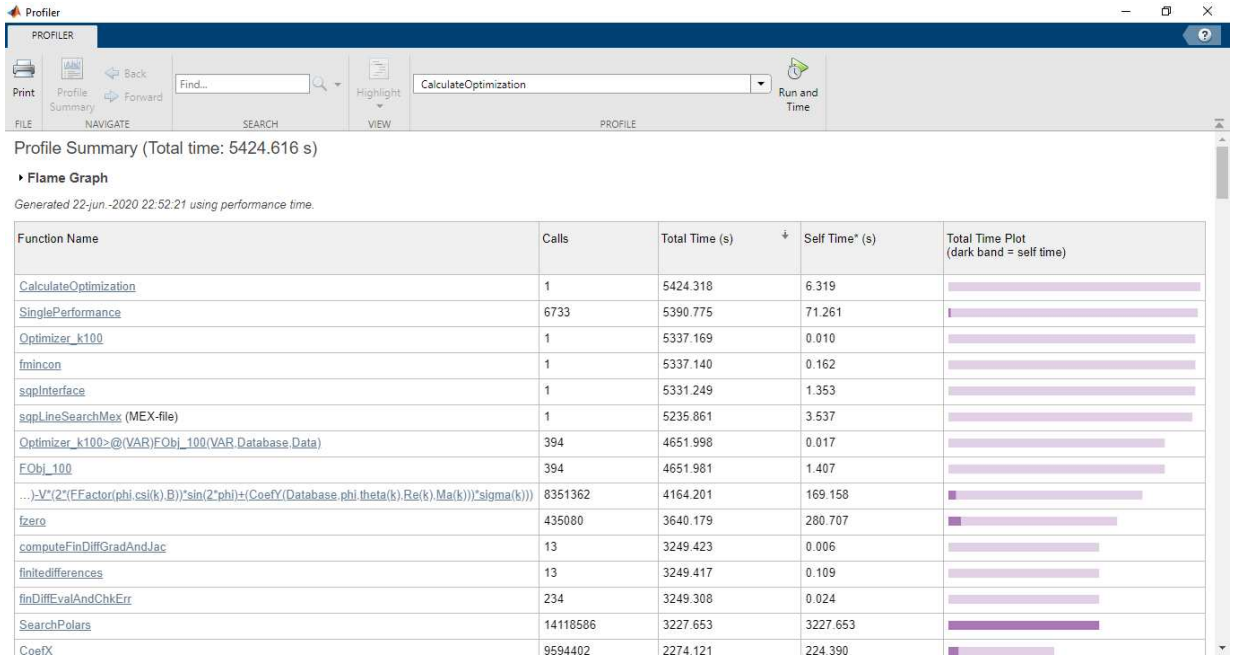 Profiler
PROFILER
?
Print
Profile Summary
Back
Forward
Find...
Highlight
CalculateOptimization
Run and Time
FILE NAVIGATE SEARCH VIEW PROFILE
Profile Summary (Total time: 5424.616 s)
Flame Graph
Generated 22-jun.-2020 22:52:21 using performance time.
Function Name Calls Total Time (s) Self Time* (s) Total Time Plot
(dark band = self time)
CalculateOptimization 1 5424.318 6.319
SinglePerformance 6733 5390.775 71.261
Optimizer_k100 1 5337.169 0.010
fmincon 1 5337.140 0.162
sqpInterface 1 5331.249 1.353
sqpLineSearchMex (MEX-file) 1 5235.861 3.537
Optimizer_k100>@(VAR)FObj_100(VAR,Database,Data) 394 4651.998 0.017
FObj_100 394 4651.981 1.407
...)-V*(2*(FFactor(phi,csi(k),B))*sin(2*phi)+(CoefY(Database,phi,theta(k),Re(k),Ma(k)))*sigma(k))) 8351362 4164.201 169.158
fzero 435080 3640.179 280.707
computeFinDiffGradAndJac 13 3249.423 0.006
finitedifferences 13 3249.417 0.109
finDiffEvalAndChkErr 234 3249.308 0.024
SearchPolars 14118586 3227.653 3227.653
CoefX 9594402 2274.121 224.390